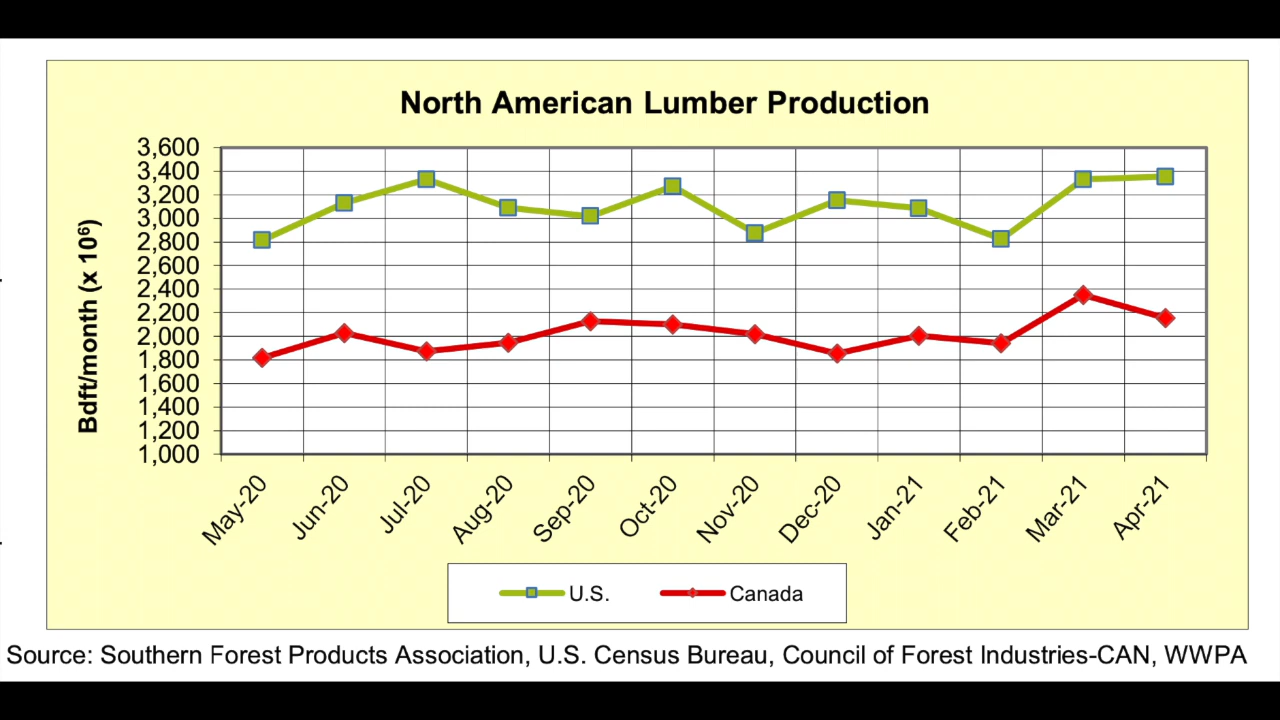 North American Lumber Production
3,600
3,400
3,200
3,000
2,800
2,600
2,400
2,200
2,000
1,800
1,600
1,400
1,200
1,000
Bdft/month (x 10⁶)
May-20
Jun-20
Jul-20
Aug-20
Sep-20
Oct-20
Nov-20
Dec-20
Jan-21
Feb-21
Mar-21
Apr-21
U.S.
Canada
Source: Southern Forest Products Association, U.S. Census Bureau, Council of Forest Industries-CAN, WWPA